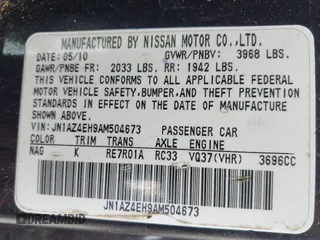 MANUFACTURED BY NISSAN MOTOR CO.,LTD.
DATE: 05/10 GVWR/PNBV: 3968 LBS.
GAWR/PNBE FR: 2033 LBS. RR: 1942 LBS.
THIS VEHICLE CONFORMS TO ALL APPLICABLE FEDERAL
MOTOR VEHICLE SAFETY,BUMPER,AND THEFT PREVENTION
STANDARDS IN EFFECT ON THE DATE OF MANUFACTURE
SHOWN ABOVE.
VIN: JN1AZ4EH9AM504673 PASSENGER CAR
COLOR TRIM TRANS AXLE ENGINE
NAG K RE7R01A RC33 VQ37(VHR) 3696CC
JN1AZ4EH9AM504673
DREAMBID